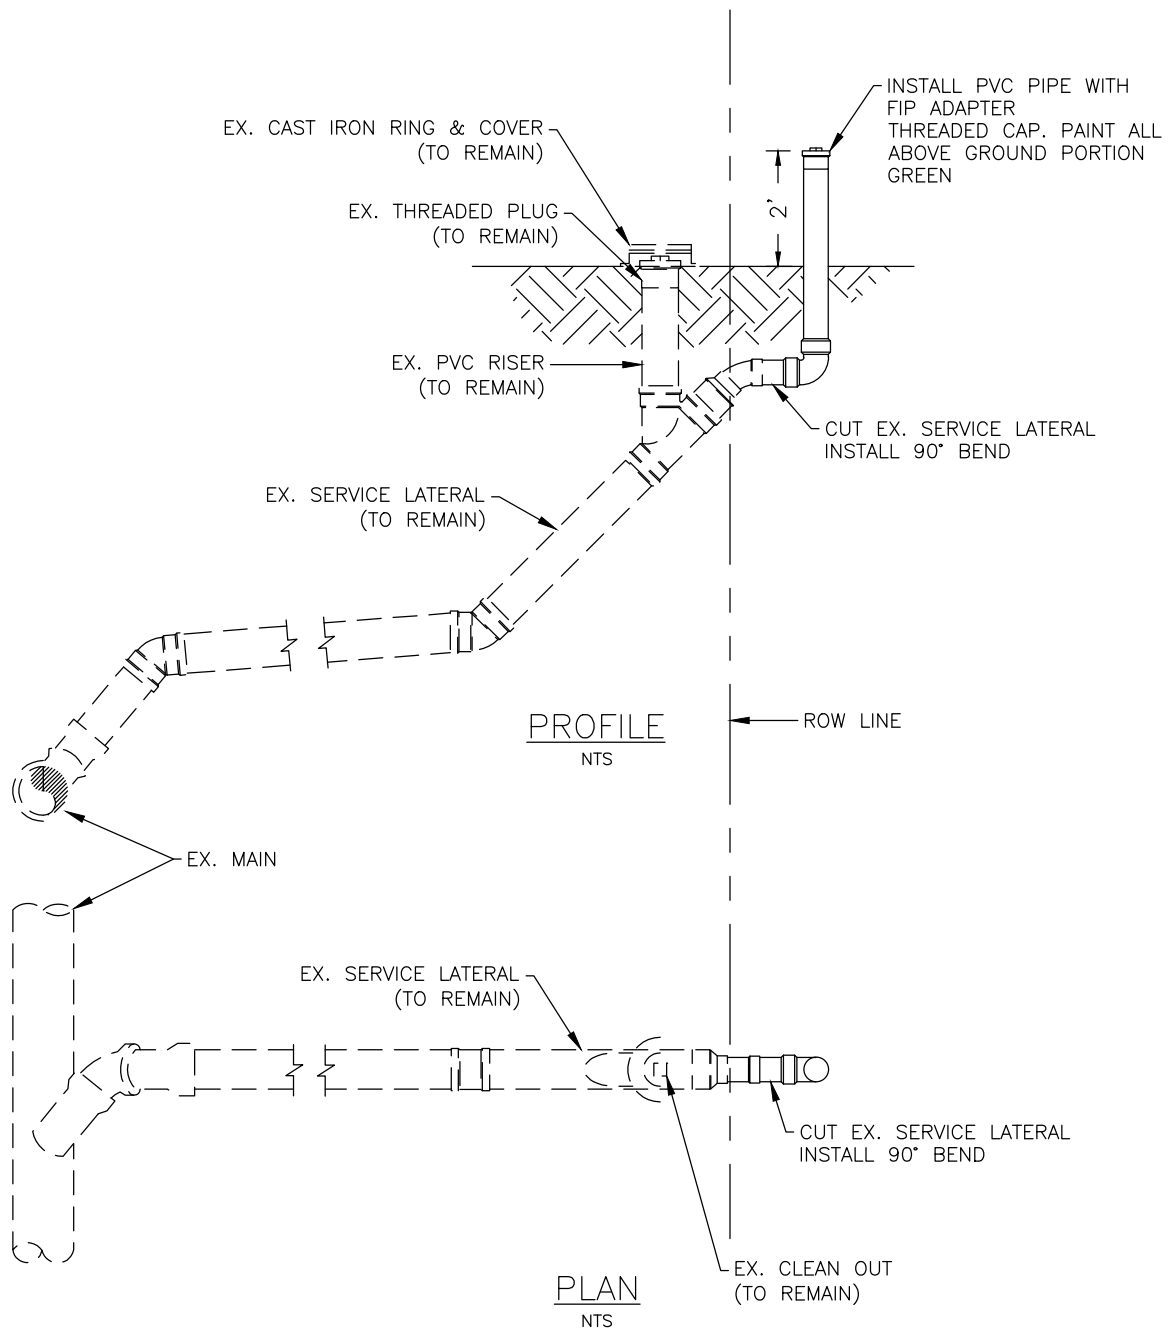 INSTALL PVC PIPE WITH
FIP ADAPTER
THREADED CAP. PAINT ALL
ABOVE GROUND PORTION
GREEN
EX. CAST IRON RING & COVER
(TO REMAIN)
2'
EX. THREADED PLUG
(TO REMAIN)
EX. PVC RISER
(TO REMAIN)
CUT EX. SERVICE LATERAL
INSTALL 90° BEND
EX. SERVICE LATERAL
(TO REMAIN)
PROFILE
NTS
ROW LINE
EX. MAIN
EX. SERVICE LATERAL
(TO REMAIN)
CUT EX. SERVICE LATERAL
INSTALL 90° BEND
EX. CLEAN OUT
(TO REMAIN)
PLAN
NTS